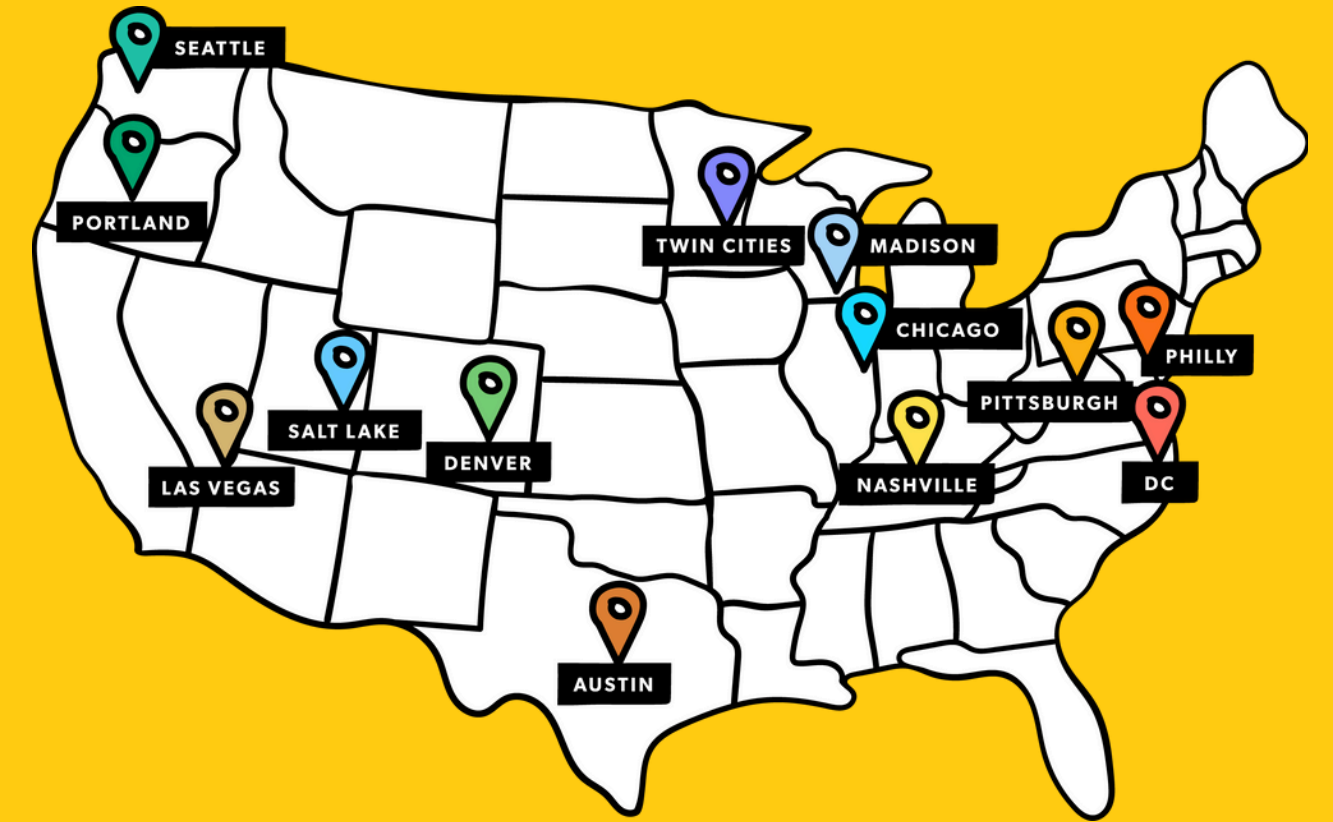 SEATTLE
PORTLAND
TWIN CITIES
MADISON
CHICAGO
PHILLY
PITTSBURGH
SALT LAKE
DENVER
LAS VEGAS
NASHVILLE
DC
AUSTIN